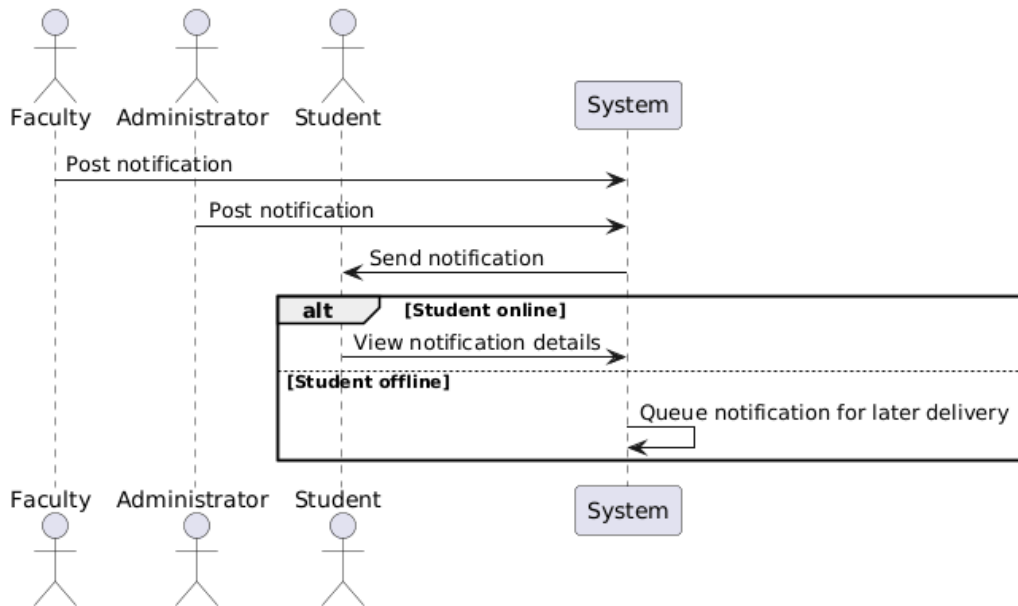 Faculty Administrator Student System
Post notification
Post notification
Send notification
alt [Student online]
View notification details
[Student offline]
Queue notification for later delivery
Faculty Administrator Student System